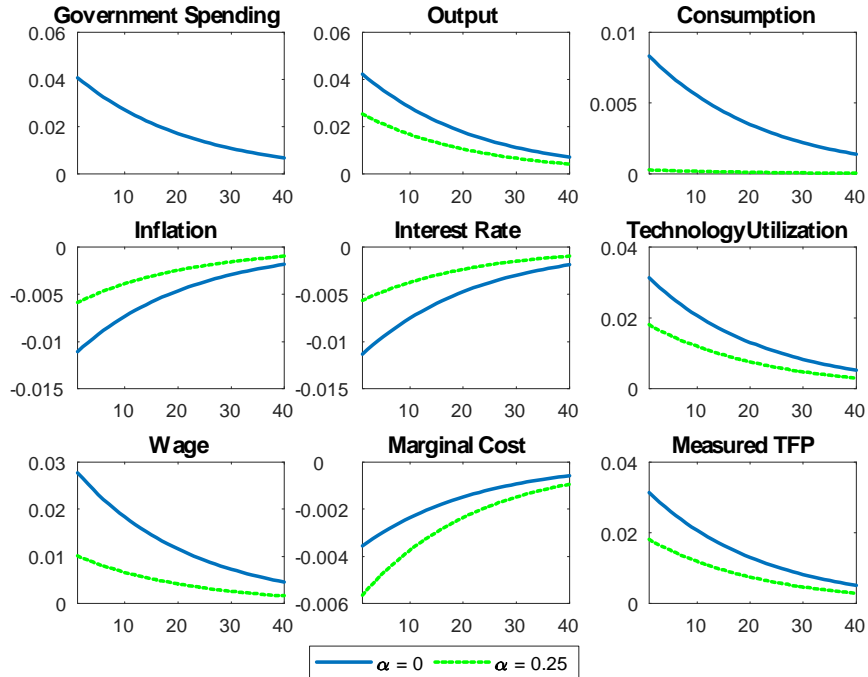 Government Spending
0.06
0.04
0.02
0
10 20 30 40
Output
0.06
0.04
0.02
0
10 20 30 40
Consumption
0.01
0.005
0
10 20 30 40
Inflation
0
-0.005
-0.01
-0.015
10 20 30 40
Interest Rate
0
-0.005
-0.01
-0.015
10 20 30 40
Technology Utilization
0.04
0.02
0
10 20 30 40
Wage
0.03
0.02
0.01
0
10 20 30 40
Marginal Cost
0
-0.002
-0.004
-0.006
10 20 30 40
Measured TFP
0.04
0.02
0
10 20 30 40
α = 0 α = 0.25